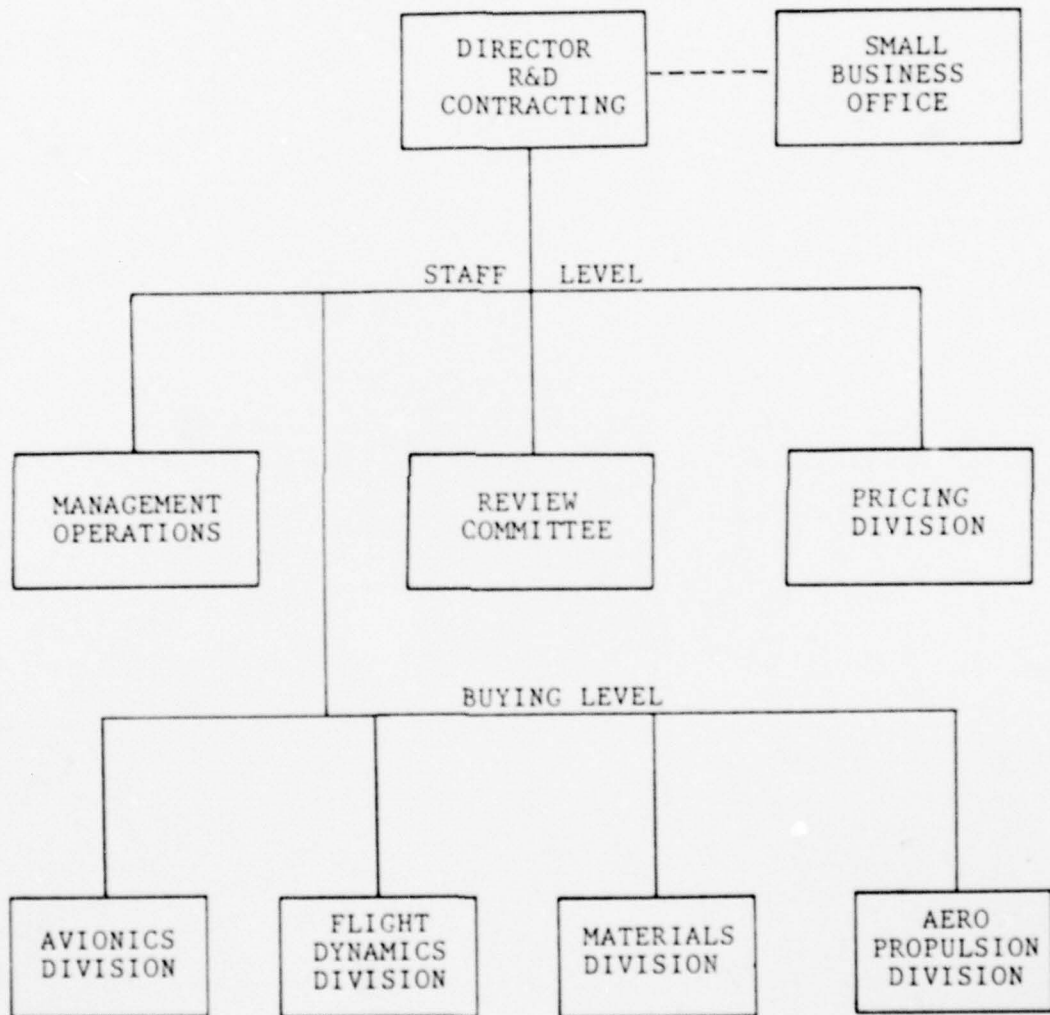 DIRECTOR
R&D
CONTRACTING
SMALL
BUSINESS
OFFICE
STAFF LEVEL
MANAGEMENT
OPERATIONS
REVIEW
COMMITTEE
PRICING
DIVISION
BUYING LEVEL
AVIONICS
DIVISION
FLIGHT
DYNAMICS
DIVISION
MATERIALS
DIVISION
AERO
PROPULSION
DIVISION